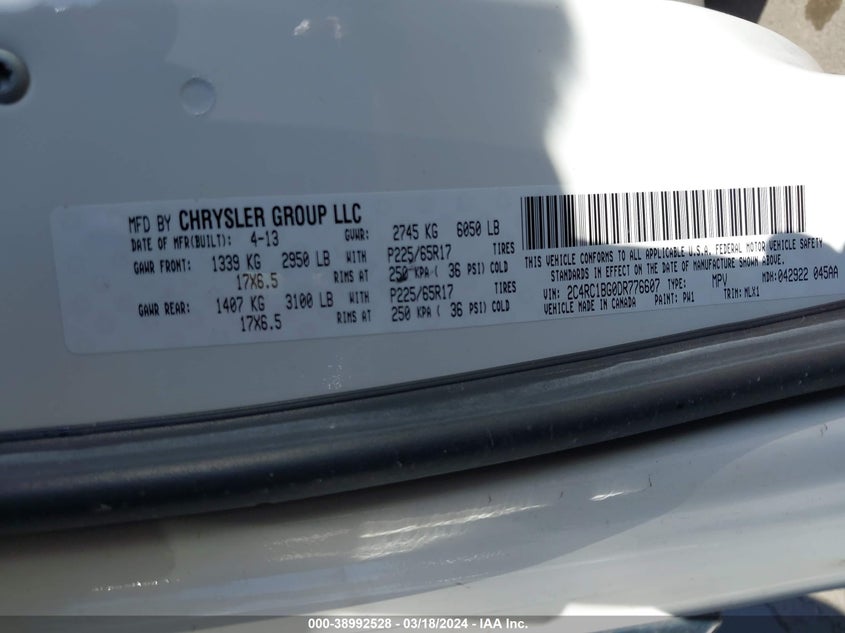 MFD BY CHRYSLER GROUP LLC
DATE OF MFR(BUILT): 4-13 GVWR: 2745 KG 6050 LB
GAWR FRONT: 1339 KG 2950 LB WITH P225/65R17 TIRES
17X6.5 RIMS AT 250 KPA ( 36 PSI) COLD
GAWR REAR: 1407 KG 3100 LB WITH P225/65R17 TIRES
17X6.5 RIMS AT 250 KPA ( 36 PSI) COLD
THIS VEHICLE CONFORMS TO ALL APPLICABLE U.S.A. FEDERAL MOTOR VEHICLE SAFETY
STANDARDS IN EFFECT ON THE DATE OF MANUFACTURE SHOWN ABOVE.
VIN: 2C4RC1BG0DR776607 TYPE: MPV MDH: 042922 045AA
VEHICLE MADE IN CANADA PAINT: PW1 TRIM: MLX1
000-38992528 - 03/18/2024 - IAA Inc.